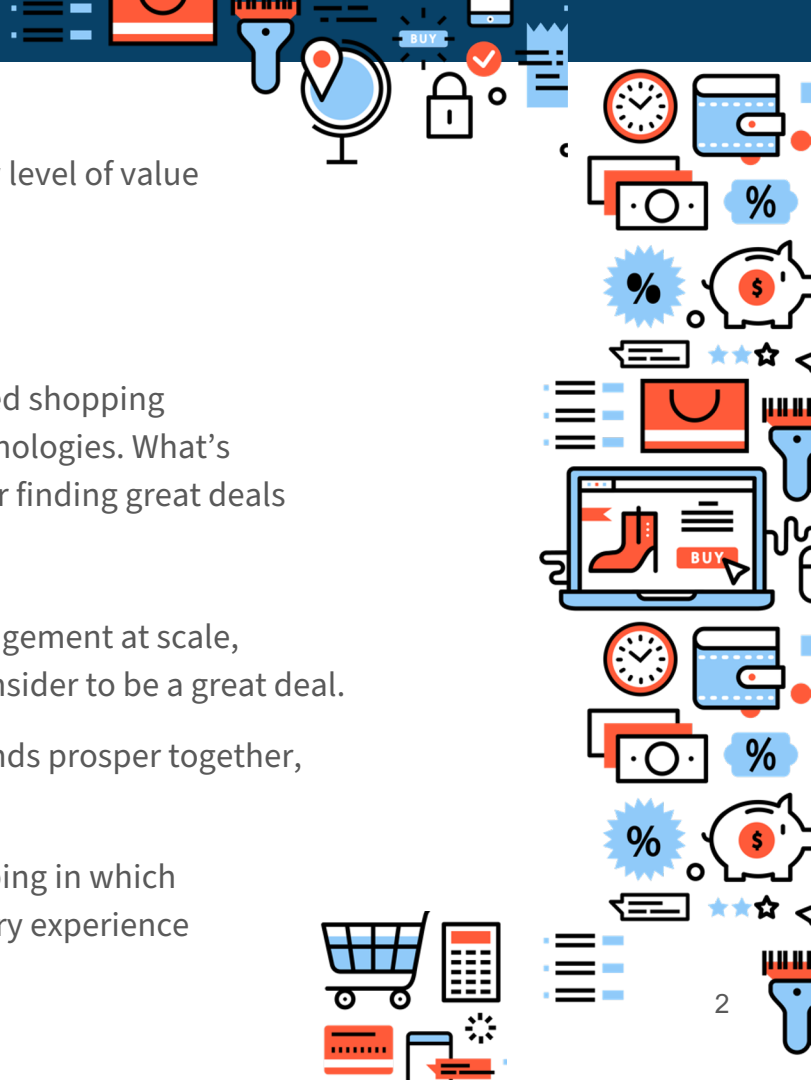 BUY
level of value
%
%
$
ed shopping
nologies. What's
r finding great deals
BUY
gement at scale,
nsider to be a great deal.
nds prosper together,
%
%
$
ing in which
ry experience
2